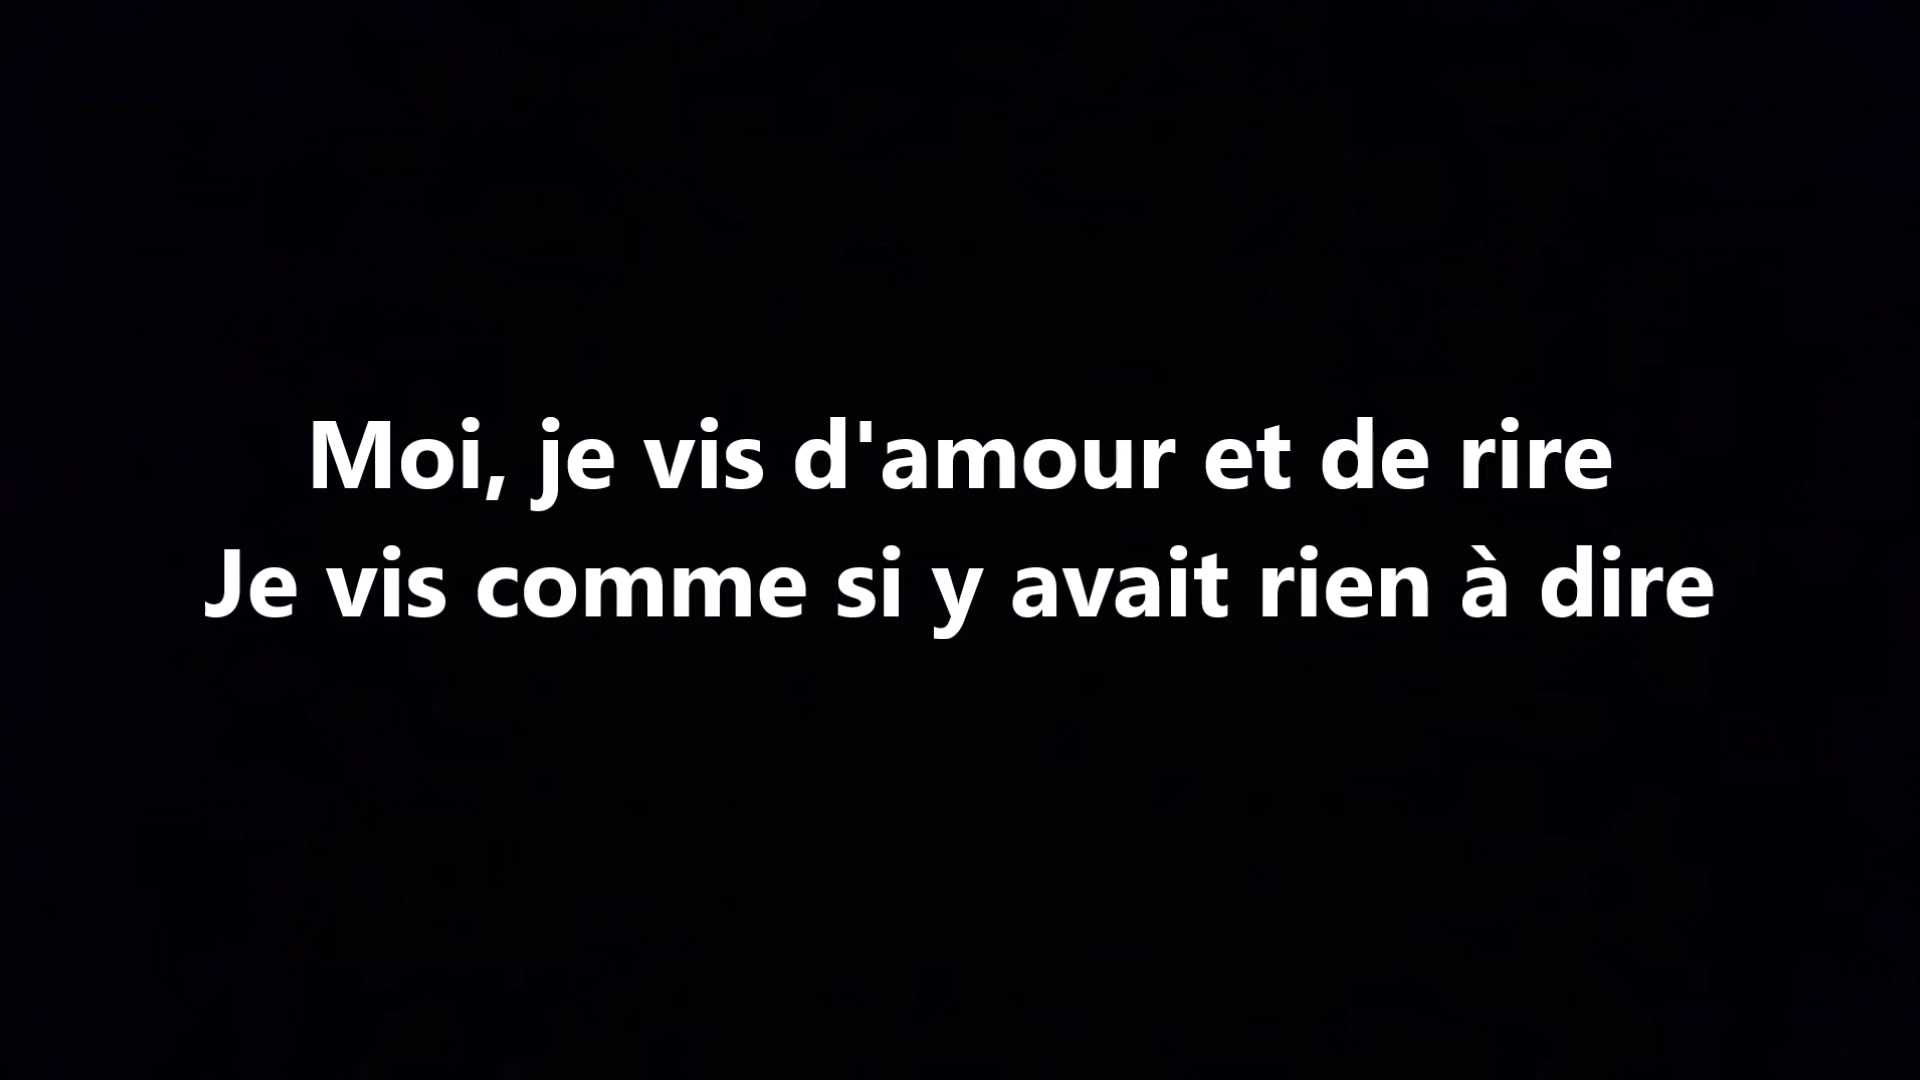 Moi, je vis d'amour et de rire
Je vis comme si y avait rien à dire